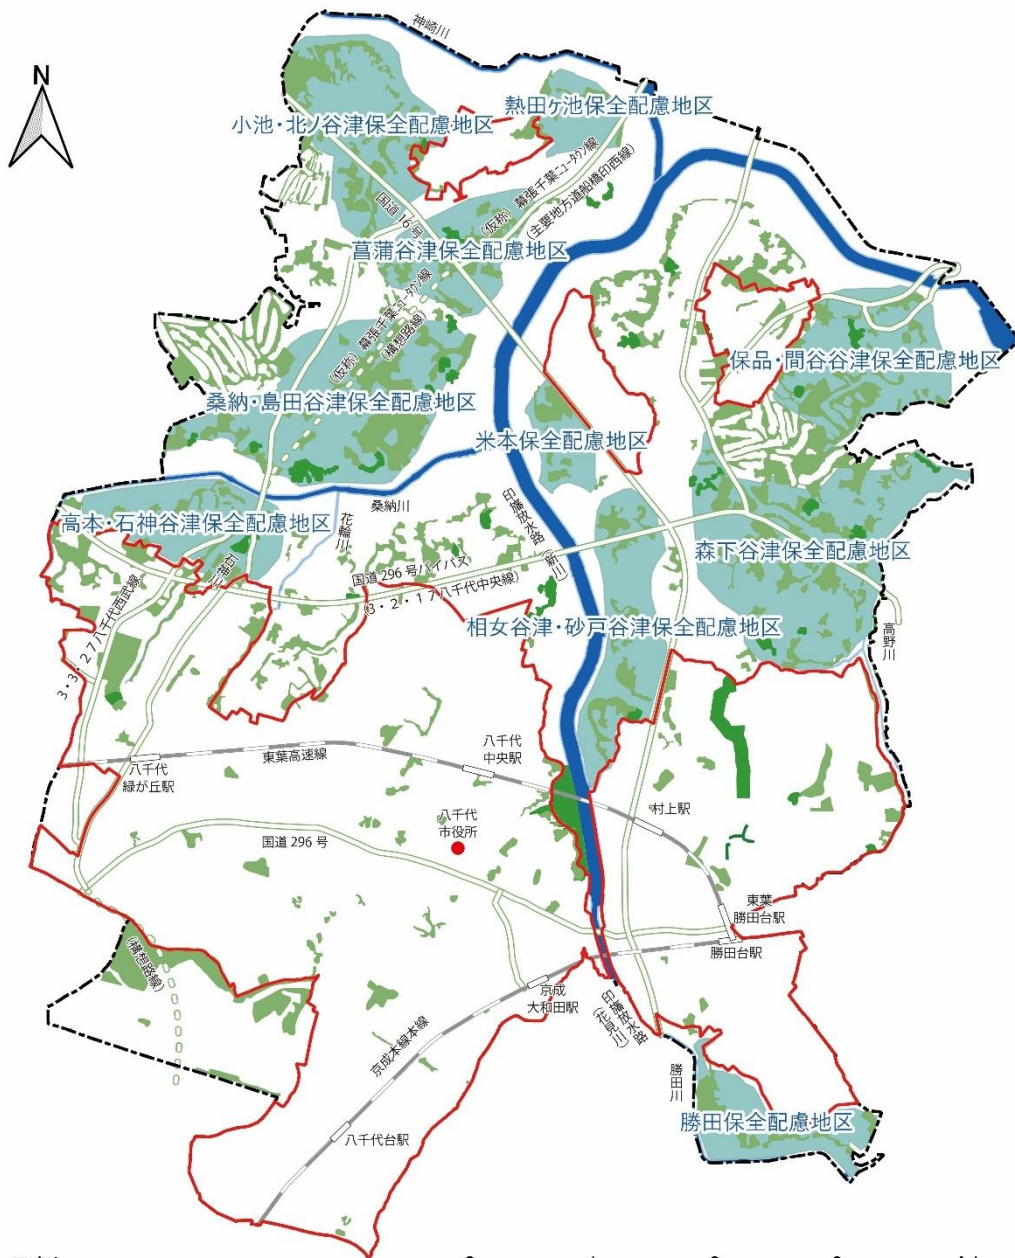 神崎川
N
熱田ケ池保全配慮地区
小池・北ノ谷津保全配慮地区
(仮称) 幕張千葉ニュータウン線
(主要地方道船橋印西線)
国道16号
菖蒲谷津保全配慮地区
(仮称) 幕張千葉ニュータウン線
(構想路線)
保品・間谷谷津保全配慮地区
桑納・島田谷津保全配慮地区
米本保全配慮地区
桑納川
印旛放水路
(新川)
花輪川
高本・石神谷津保全配慮地区
石神川
国道296号バイパス
(3・2・17八千代中央線)
森下谷津保全配慮地区
3・3・27八千代西部線
相女谷津・砂戸谷津保全配慮地区
高野川
八千代
中央駅
東葉高速線
八千代
緑が丘駅
村上駅
八千代
市役所
国道296号
東葉
勝田台駅
勝田台駅
(構想路線)
京成
大和田駅
印旛放水路
(花見川)
京成本線本線
勝田川
八千代台駅
勝田保全配慮地区